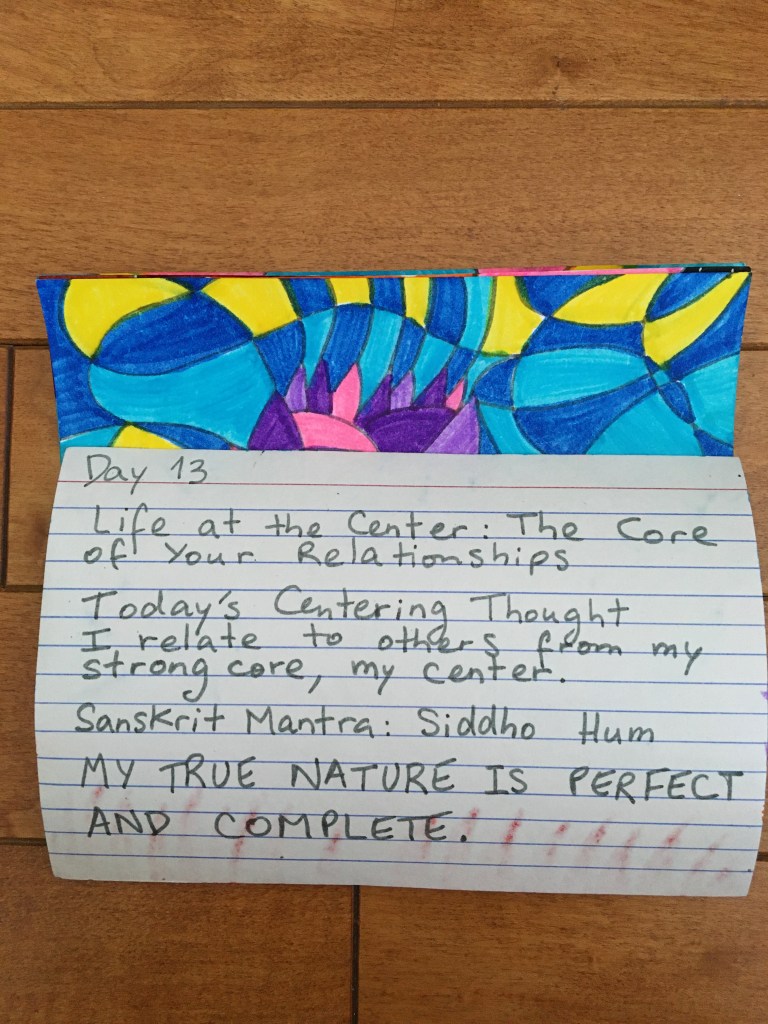 Day 13
Life at the Center: The Core
of Your Relationships
Today's Centering Thought
I relate to others from my
strong core, my center.
Sanskrit Mantra: Siddho Hum
MY TRUE NATURE IS PERFECT
AND COMPLETE.